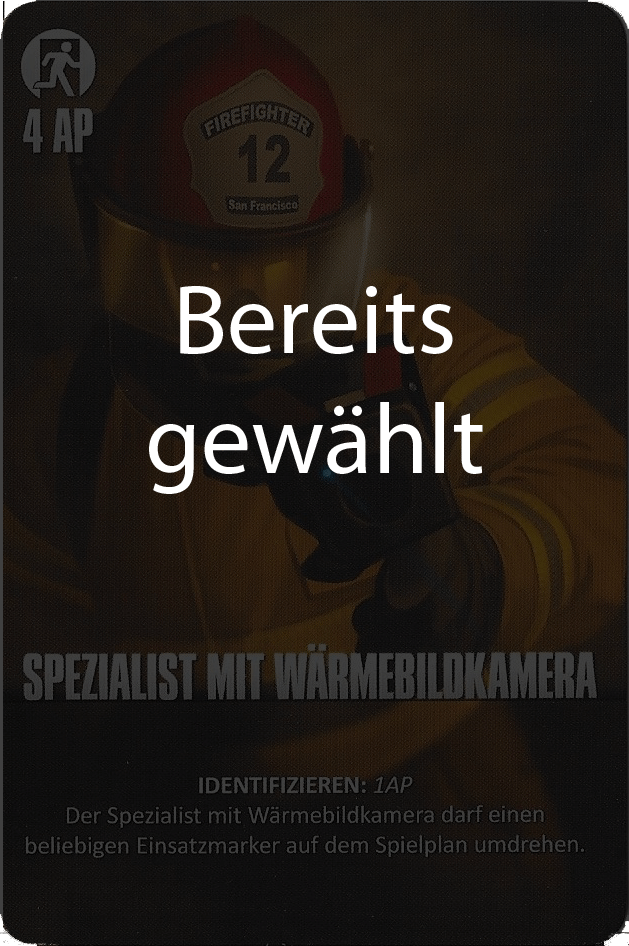 4 AP
FIREFIGHTER
12
San Francisco
Bereits
gewählt
SPEZIALIST MIT WÄRMEBILDKAMERA
IDENTIFIZIEREN: 1AP
Der Spezialist mit Wärmebildkamera darf einen
beliebigen Einsatzmarker auf dem Spielplan umdrehen.